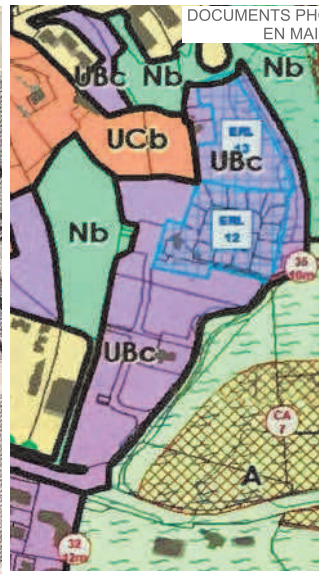 DOCUMENTS PHO
EN MAI
UBc
Nb
Nb
UCb
ERL
43
UBc
ERL
12
Nb
35
10m
UBc
CA
7
A
32
12m